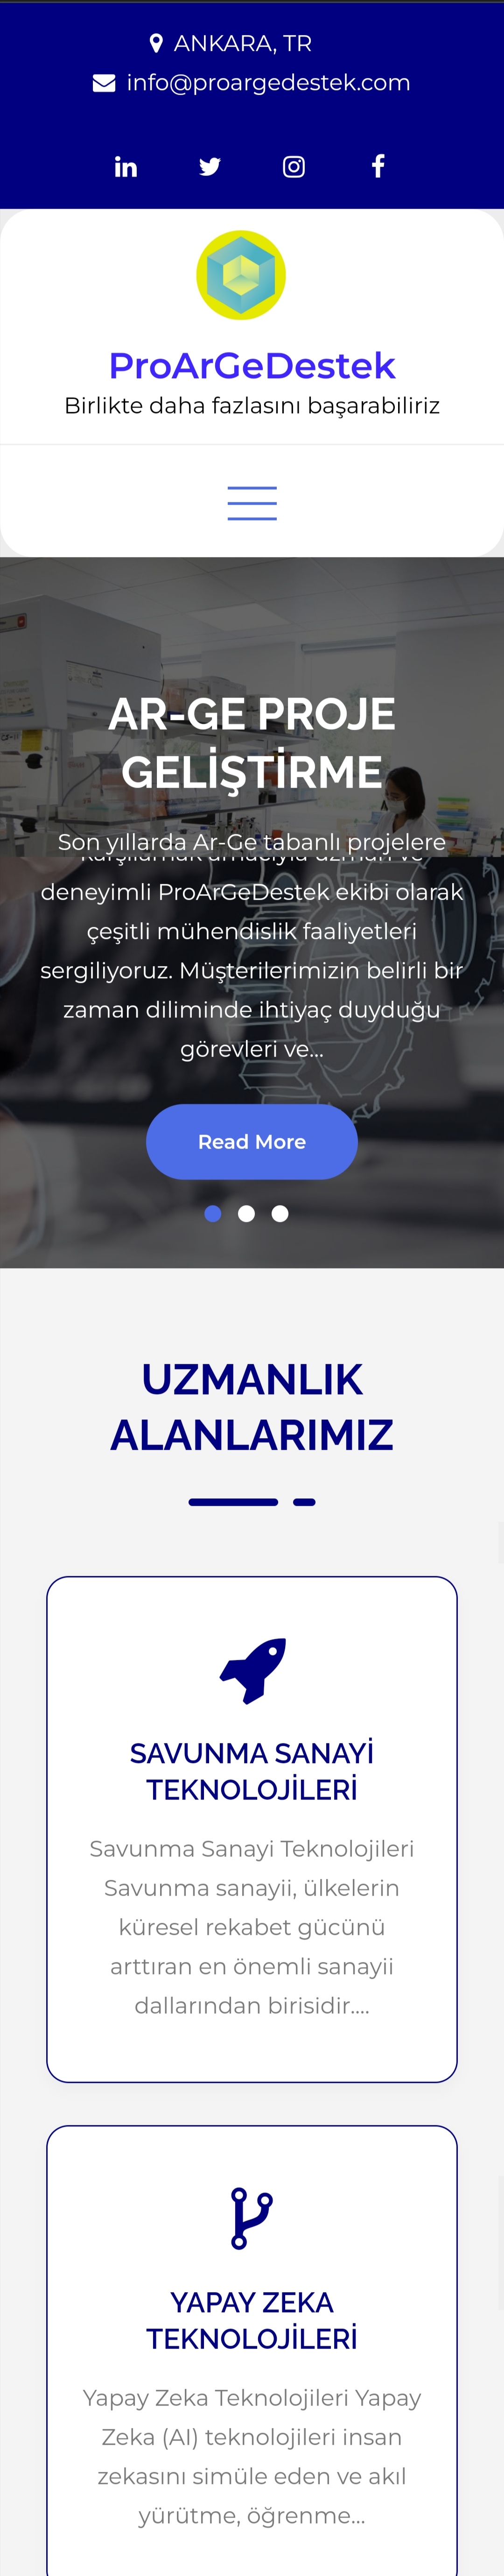 ANKARA, TR
info@proargedestek.com
ProArGeDestek
Birlikte daha fazlasını başarabiliriz
AR-GE PROJE
GELİŞTİRME
Son yıllarda Ar-Ge tabanlı projelere
karşılamak amacıyla uzman ve
deneyimli ProArGeDestek ekibi olarak
çeşitli mühendislik faaliyetleri
sergiliyoruz. Müşterilerimizin belirli bir
zaman diliminde ihtiyaç duyduğu
görevleri ve...
Read More
UZMANLIK
ALANLARIMIZ
SAVUNMA SANAYİ
TEKNOLOJİLERİ
Savunma Sanayi Teknolojileri
Savunma sanayii, ülkelerin
küresel rekabet gücünü
arttıran en önemli sanayii
dallarından birisidir....
YAPAY ZEKA
TEKNOLOJİLERİ
Yapay Zeka Teknolojileri Yapay
Zeka (AI) teknolojileri insan
zekasını simüle eden ve akıl
yürütme, öğrenme...